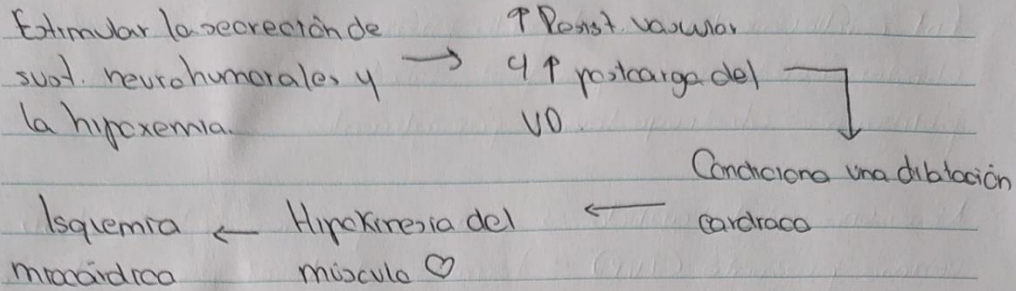 Estimular la secreción de
sust. neurohumorales y
la hipoxemia.
→
↑ Resist. vascular
y ↑ postcarga del
VD
Condiciona una dilatación
cardiaca
←
Hipokinesia del
músculo ♡
←
Isquemia
miocárdica